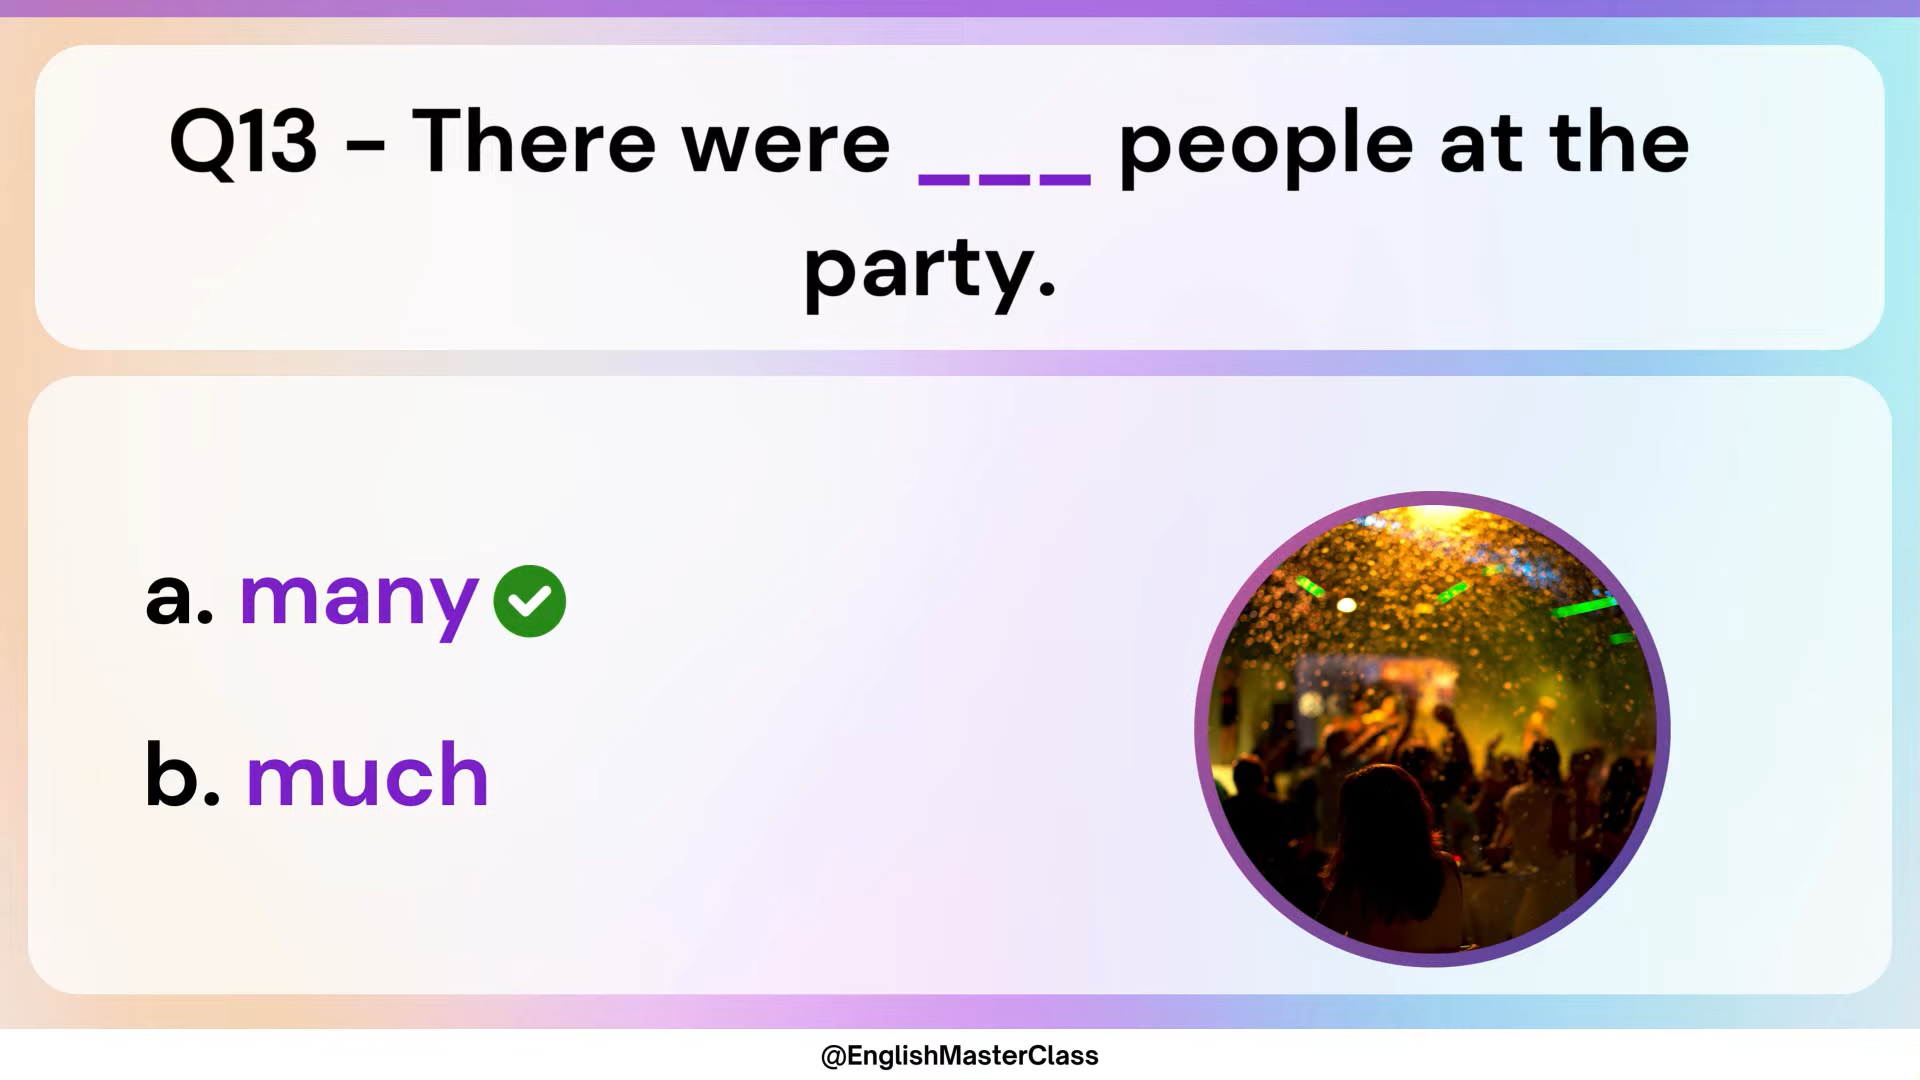 Q13 - There were ___ people at the
party.
a. many
b. much
@EnglishMasterClass